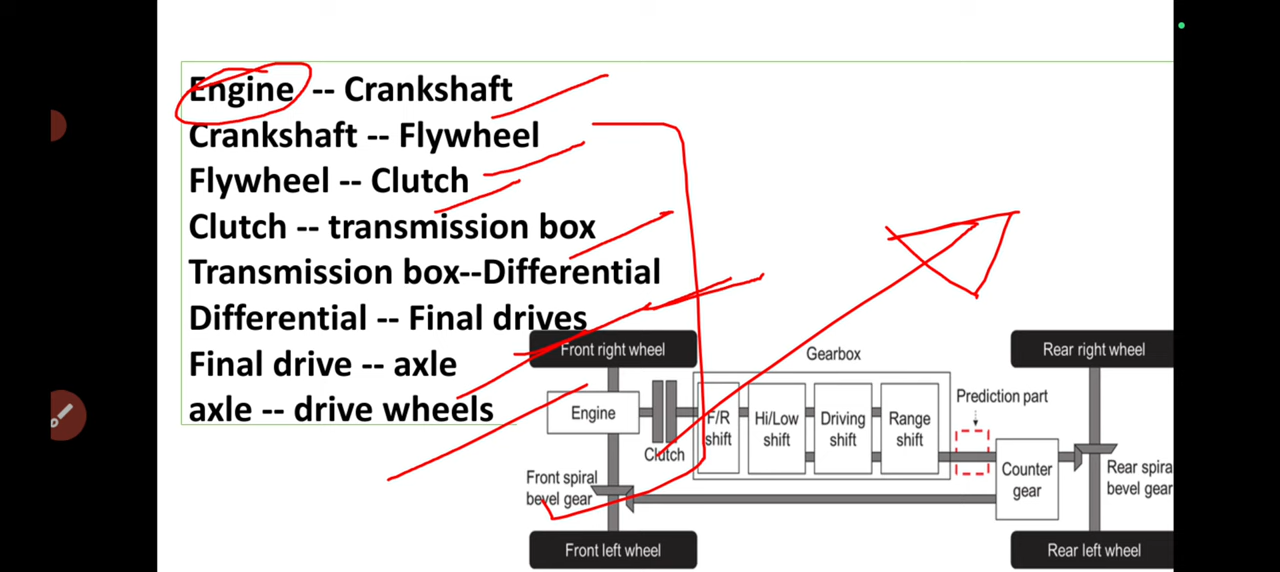 Engine -- Crankshaft
Crankshaft -- Flywheel
Flywheel -- Clutch
Clutch -- transmission box
Transmission box--Differential
Differential -- Final drives
Final drive -- axle
axle -- drive wheels
Front right wheel
Gearbox
Rear right wheel
Prediction part
Engine
F/R
shift
Hi/Low
shift
Driving
shift
Range
shift
Clutch
Counter
gear
Front spiral
bevel gear
Rear spira
bevel gear
Front left wheel
Rear left wheel